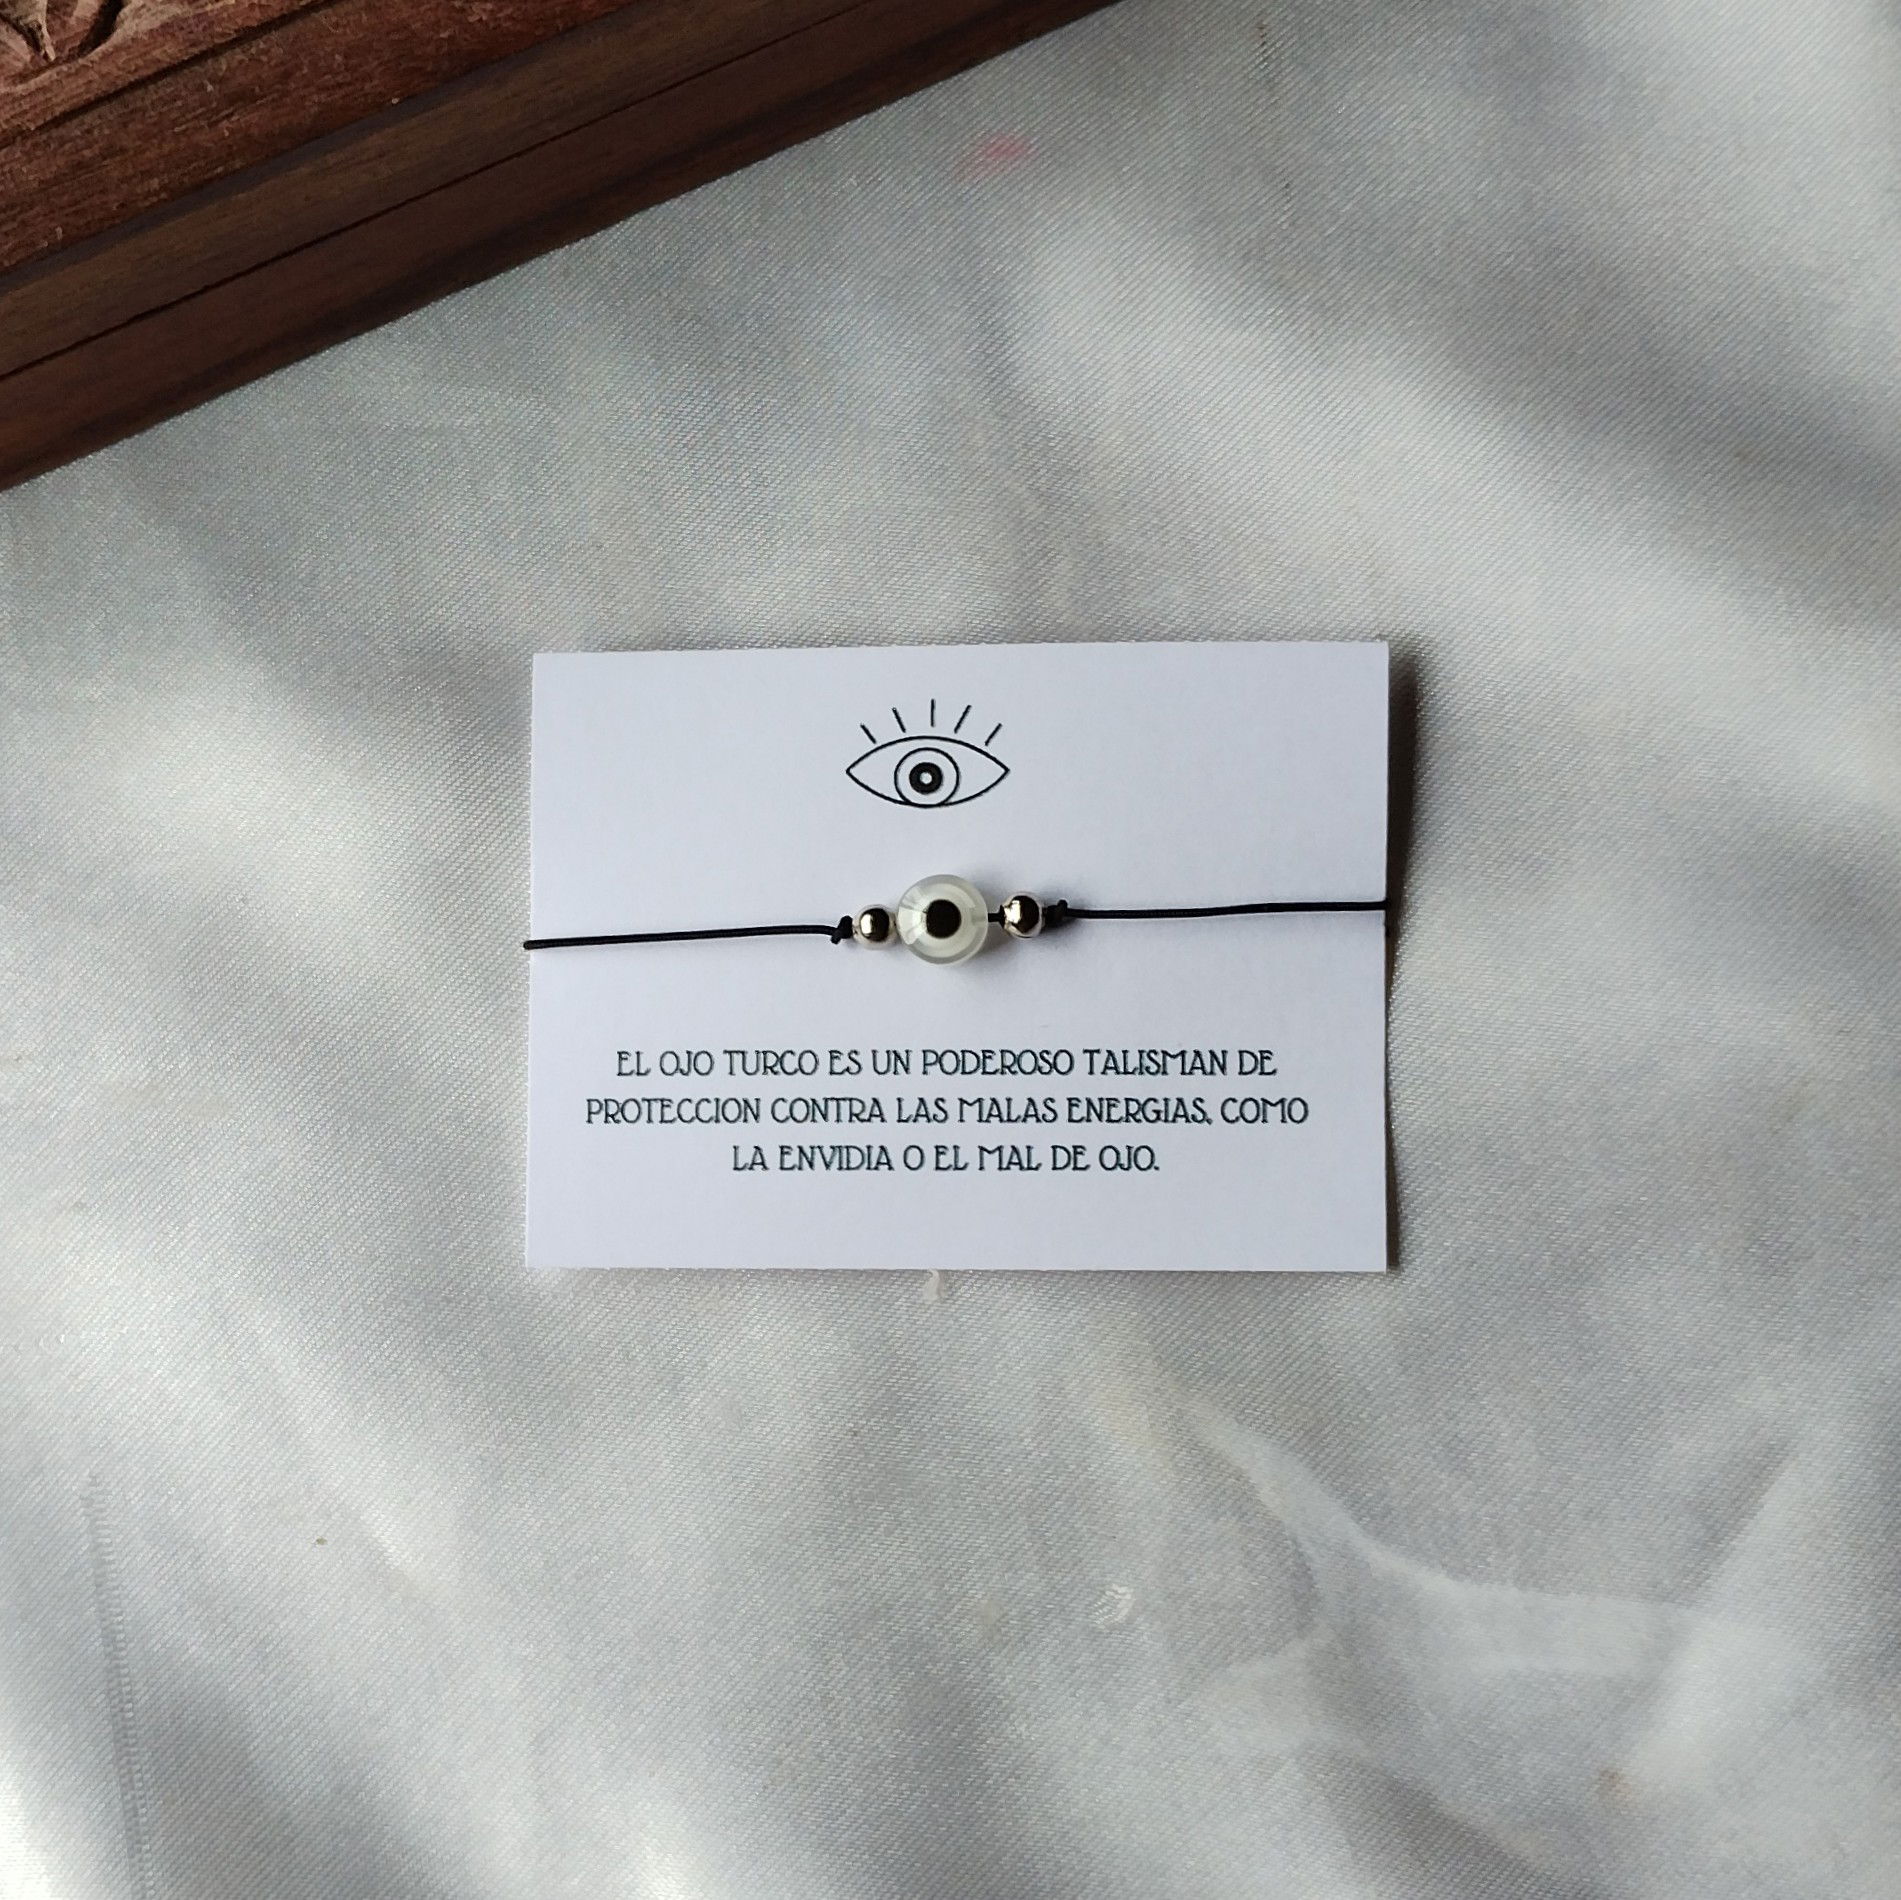 EL OJO TURCO ES UN PODEROSO TALISMAN DE
PROTECCION CONTRA LAS MALAS ENERGIAS, COMO
LA ENVIDIA O EL MAL DE OJO.